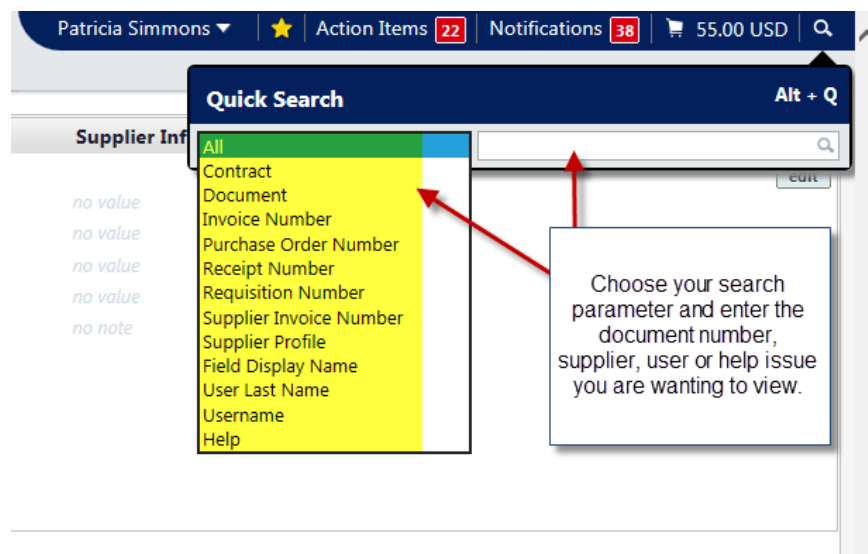 Patricia Simmons Action Items 22 Notifications 38 55.00 USD
Quick Search Alt + Q
Supplier Inf
All
Contract
edit
Document
no value
Invoice Number
no value
Purchase Order Number
no value
Receipt Number
Requisition Number
no value
Supplier Invoice Number
no note
Supplier Profile
Field Display Name
User Last Name
Username
Help
Choose your search
parameter and enter the
document number,
supplier, user or help issue
you are wanting to view.